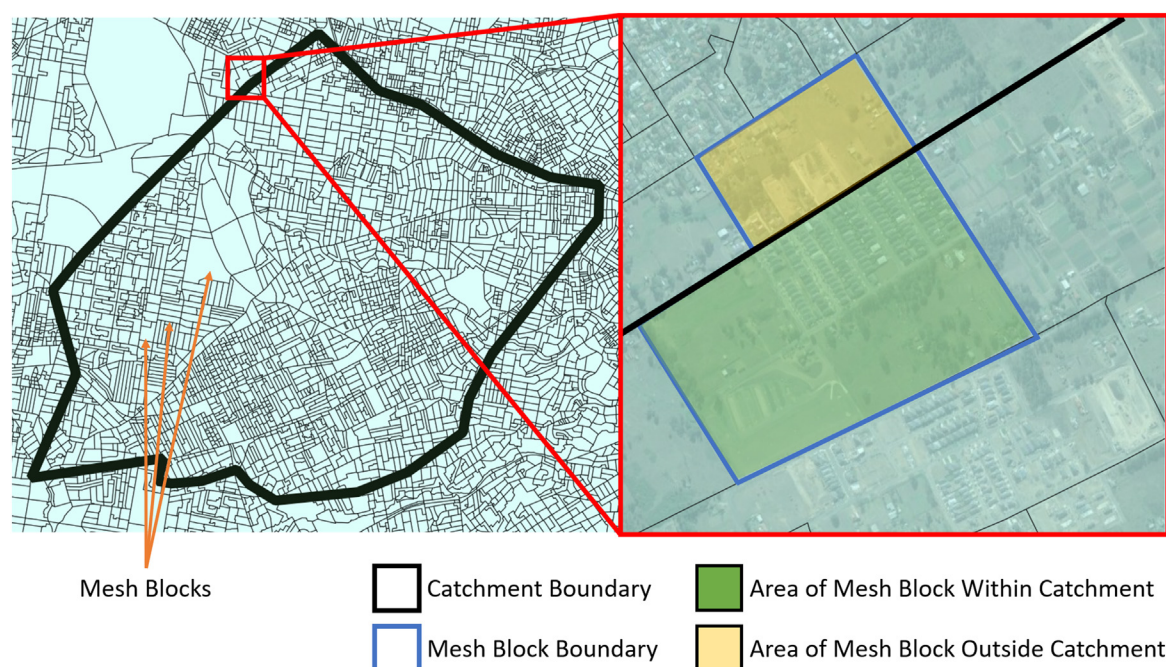 Mesh Blocks
Catchment Boundary
Area of Mesh Block Within Catchment
Mesh Block Boundary
Area of Mesh Block Outside Catchment